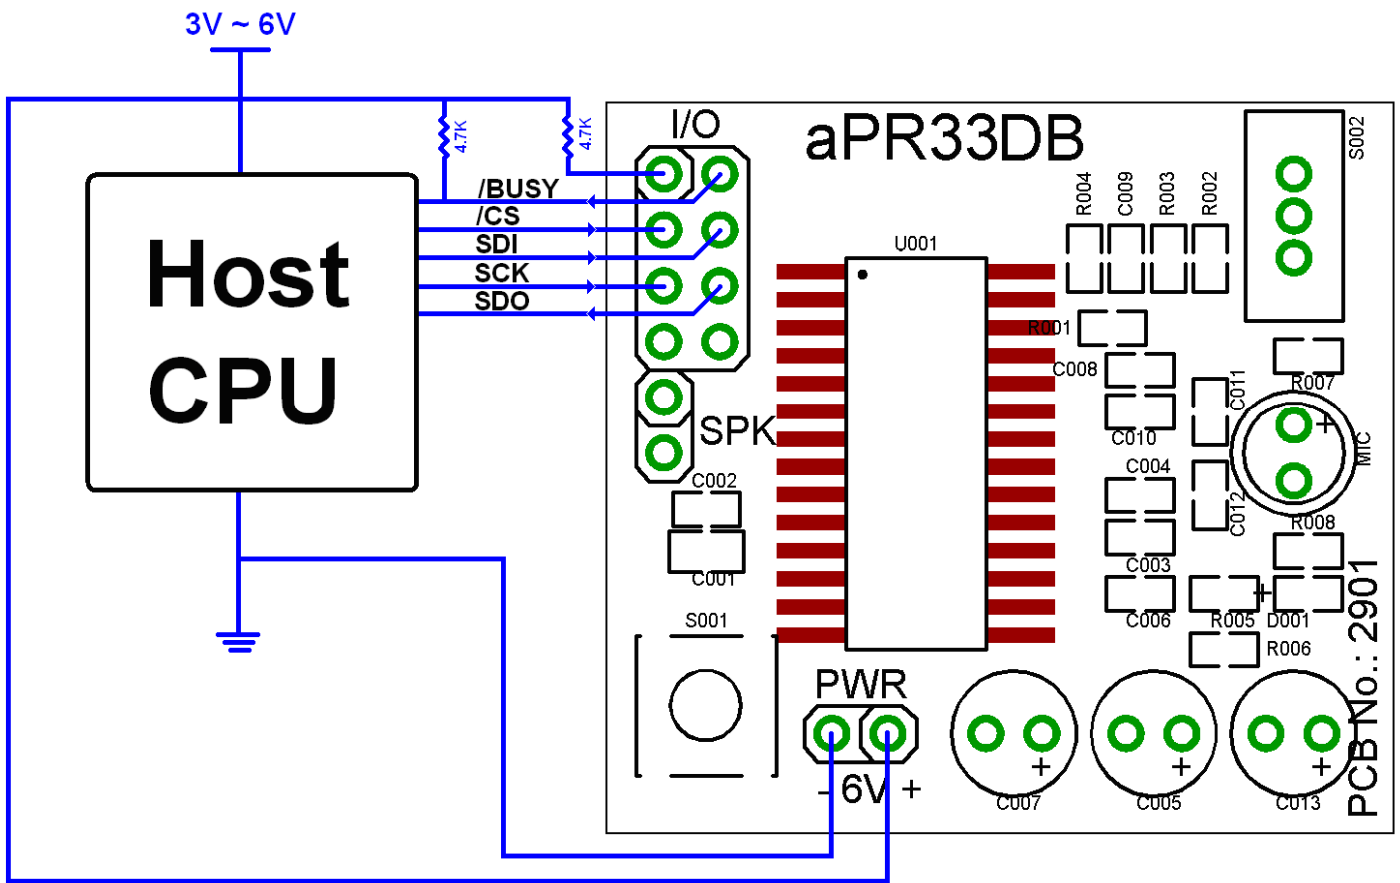 3V ~ 6V
4.7K
4.7K
I/O
aPR33DB
S002
/BUSY
/CS
SDI
SCK
SDO
Host
CPU
R004
C009
R003
R002
U001
R001
C008
R007
C011
C010
SPK
MIC
C004
C002
C012
R008
C003
C001
C006
R005
D001
+
+
S001
R006
PWR
- 6V +
+
C007
+
C005
+
C013
PCB No.: 2901